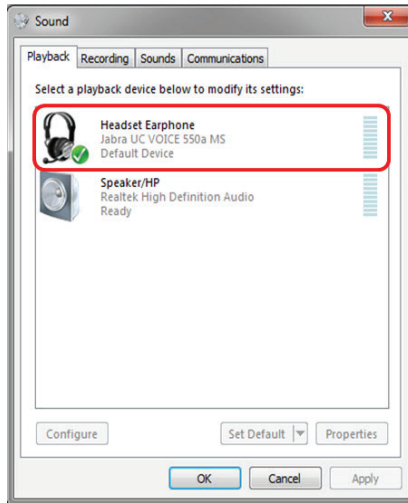 Sound
Playback Recording Sounds Communications
Select a playback device below to modify its settings:
Headset Earphone
Jabra UC VOICE 550a MS
Default Device
Speaker/HP
Realtek High Definition Audio
Ready
Configure Set Default Properties
OK Cancel Apply